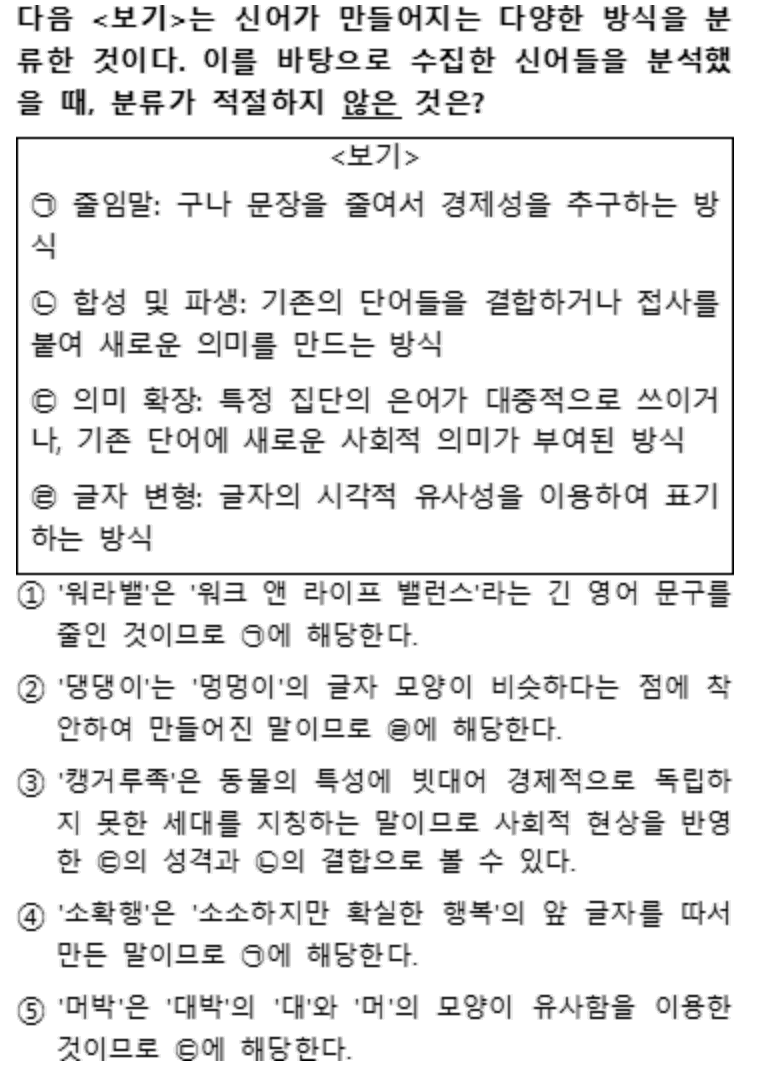 다음 <보기>는 신어가 만들어지는 다양한 방식을 분
류한 것이다. 이를 바탕으로 수집한 신어들을 분석했
을 때, 분류가 적절하지 않은 것은?
<보기>
㉠ 줄임말: 구나 문장을 줄여서 경제성을 추구하는 방
식
㉡ 합성 및 파생: 기존의 단어들을 결합하거나 접사를
붙여 새로운 의미를 만드는 방식
㉢ 의미 확장: 특정 집단의 은어가 대중적으로 쓰이거
나, 기존 단어에 새로운 사회적 의미가 부여된 방식
㉣ 글자 변형: 글자의 시각적 유사성을 이용하여 표기
하는 방식
① '워라밸'은 '워크 앤 라이프 밸런스'라는 긴 영어 문구를
줄인 것이므로 ㉠에 해당한다.
② '댕댕이'는 '멍멍이'의 글자 모양이 비슷하다는 점에 착
안하여 만들어진 말이므로 ㉣에 해당한다.
③ '캥거루족'은 동물의 특성에 빗대어 경제적으로 독립하
지 못한 세대를 지칭하는 말이므로 사회적 현상을 반영
한 ㉢의 성격과 ㉡의 결합으로 볼 수 있다.
④ '소확행'은 '소소하지만 확실한 행복'의 앞 글자를 따서
만든 말이므로 ㉠에 해당한다.
⑤ '머박'은 '대박'의 '대'와 '머'의 모양이 유사함을 이용한
것이므로 ㉢에 해당한다.